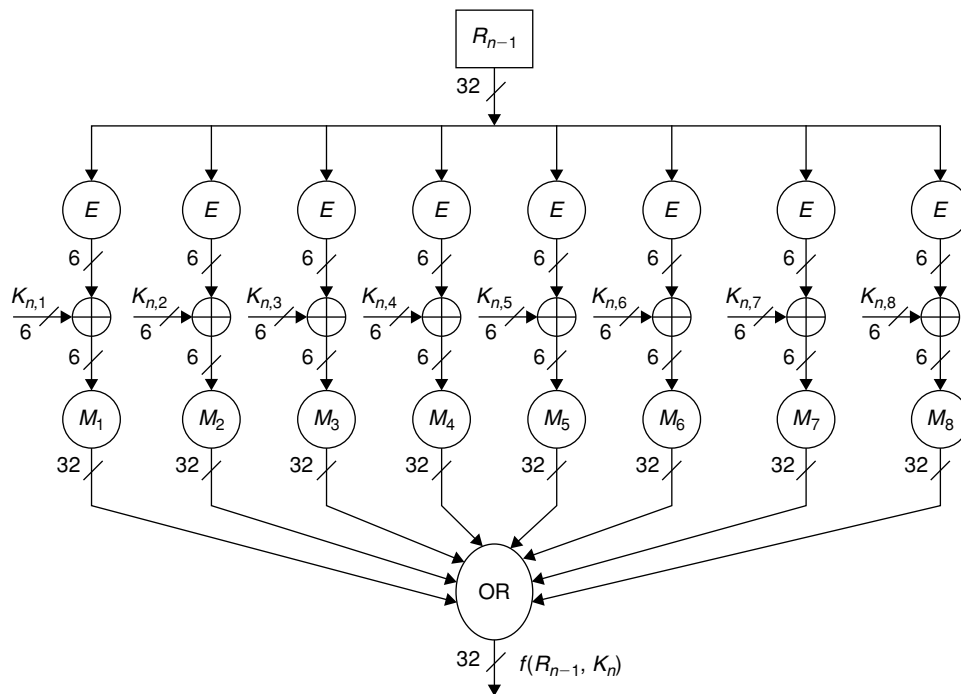 R_{n–1}
32
E E E E E E E E
6 6 6 6 6 6 6 6
K_{n,1} K_{n,2} K_{n,3} K_{n,4} K_{n,5} K_{n,6} K_{n,7} K_{n,8}
6 6 6 6 6 6 6 6
6 6 6 6 6 6 6 6
M_1 M_2 M_3 M_4 M_5 M_6 M_7 M_8
32 32 32 32 32 32 32 32
OR
32 f(R_{n–1}, K_n)